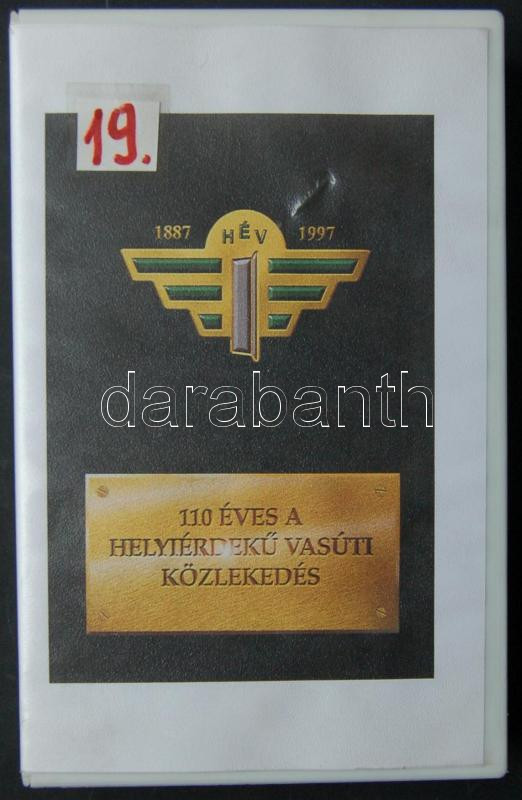 19.
1887 HÉV 1997
darabanth
110 ÉVES A
HELYIÉRDEKŰ VASÚTI
KÖZLEKEDÉS